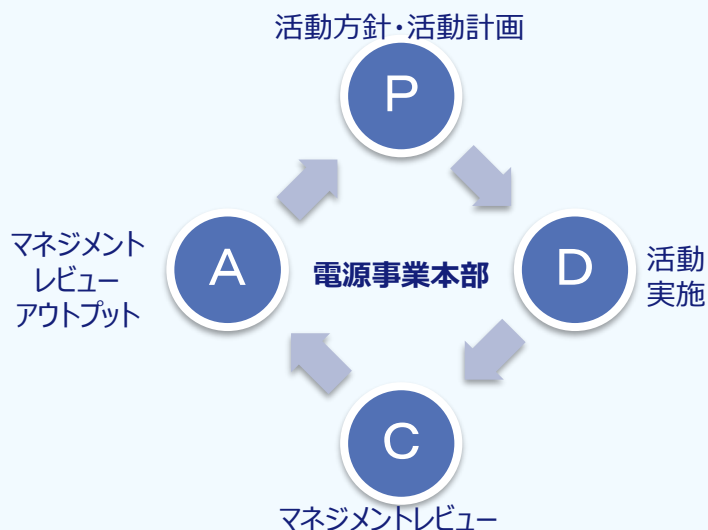 活動方針・活動計画
P
マネジメント
レビュー
アウトプット
A
電源事業本部
D
活動
実施
C
マネジメントレビュー